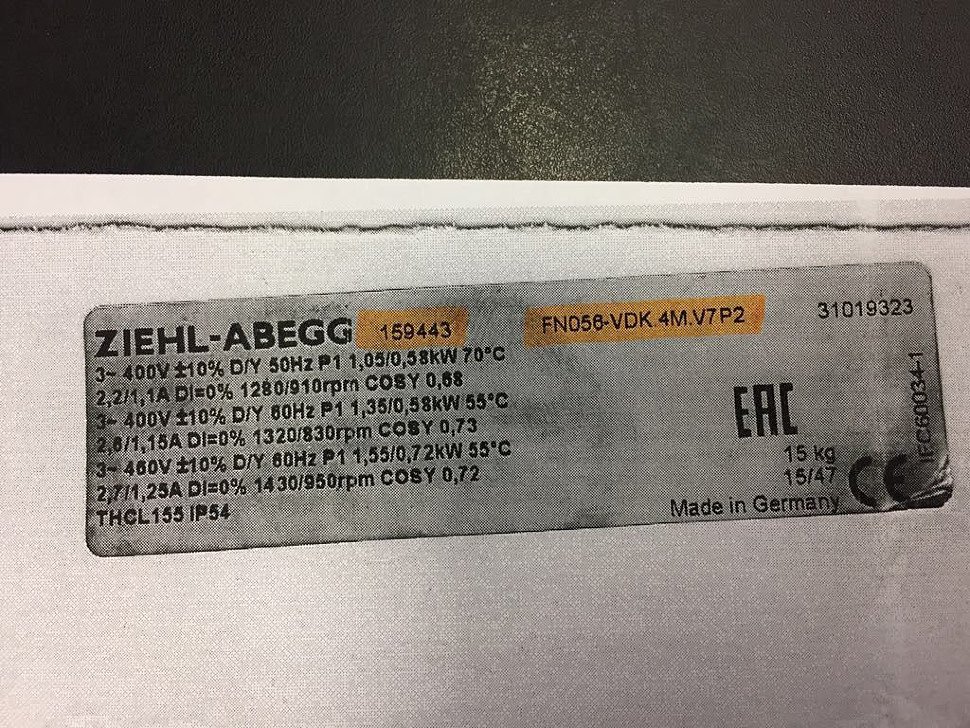 ZIEHL-ABEGG 159443 FN056-VDK.4M.V7P2 31019323
3~ 400V ±10% D/Y 50Hz P1 1,05/0,58kW 70°C
2,2/1,1A DI=0% 1280/910rpm COSY 0,68
3~ 400V ±10% D/Y 60Hz P1 1,35/0,58kW 55°C
2,6/1,15A DI=0% 1320/830rpm COSY 0,73
3~ 460V ±10% D/Y 60Hz P1 1,55/0,72kW 55°C
2,7/1,25A DI=0% 1430/950rpm COSY 0,72
THCL155 IP54
EAC
15 kg
15/47
Made in Germany
CE
IEC60034-1